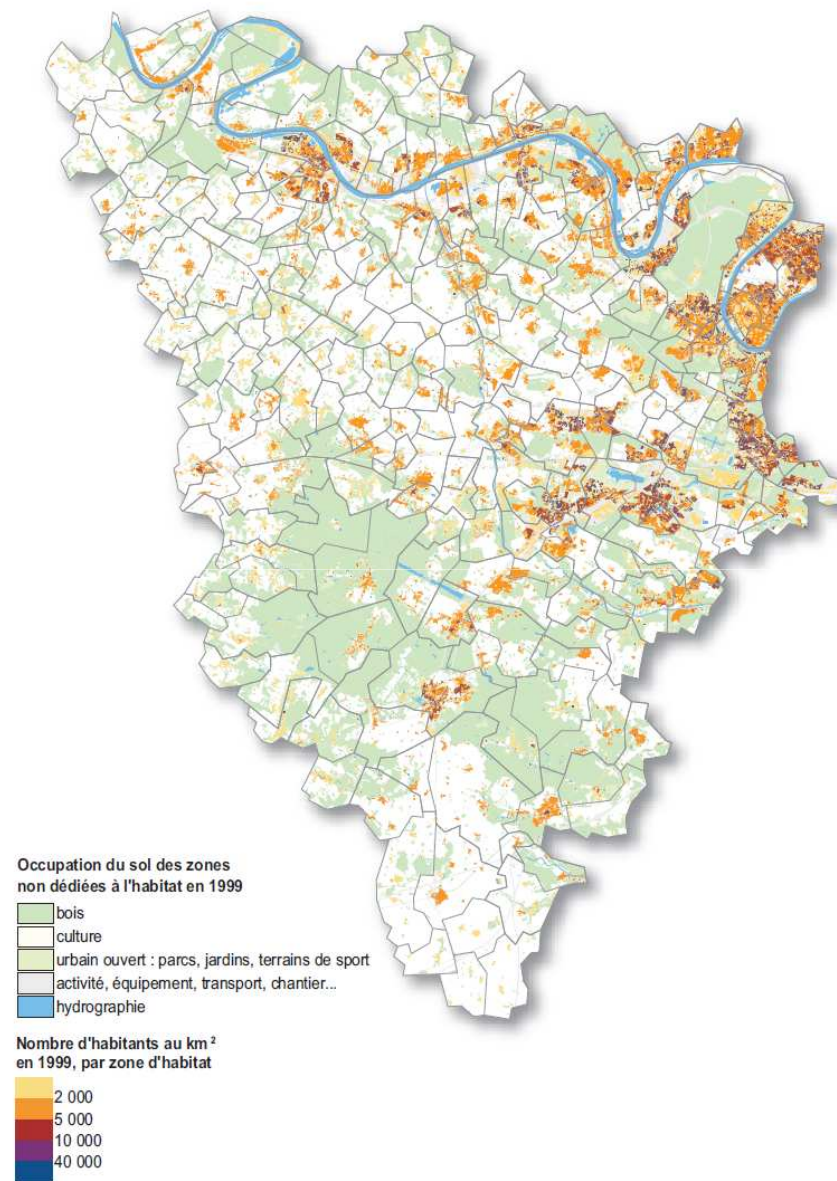 Occupation du sol des zones
non dédiées à l'habitat en 1999
bois
culture
urbain ouvert : parcs, jardins, terrains de sport
activité, équipement, transport, chantier...
hydrographie
Nombre d'habitants au km²
en 1999, par zone d'habitat
2 000
5 000
10 000
40 000